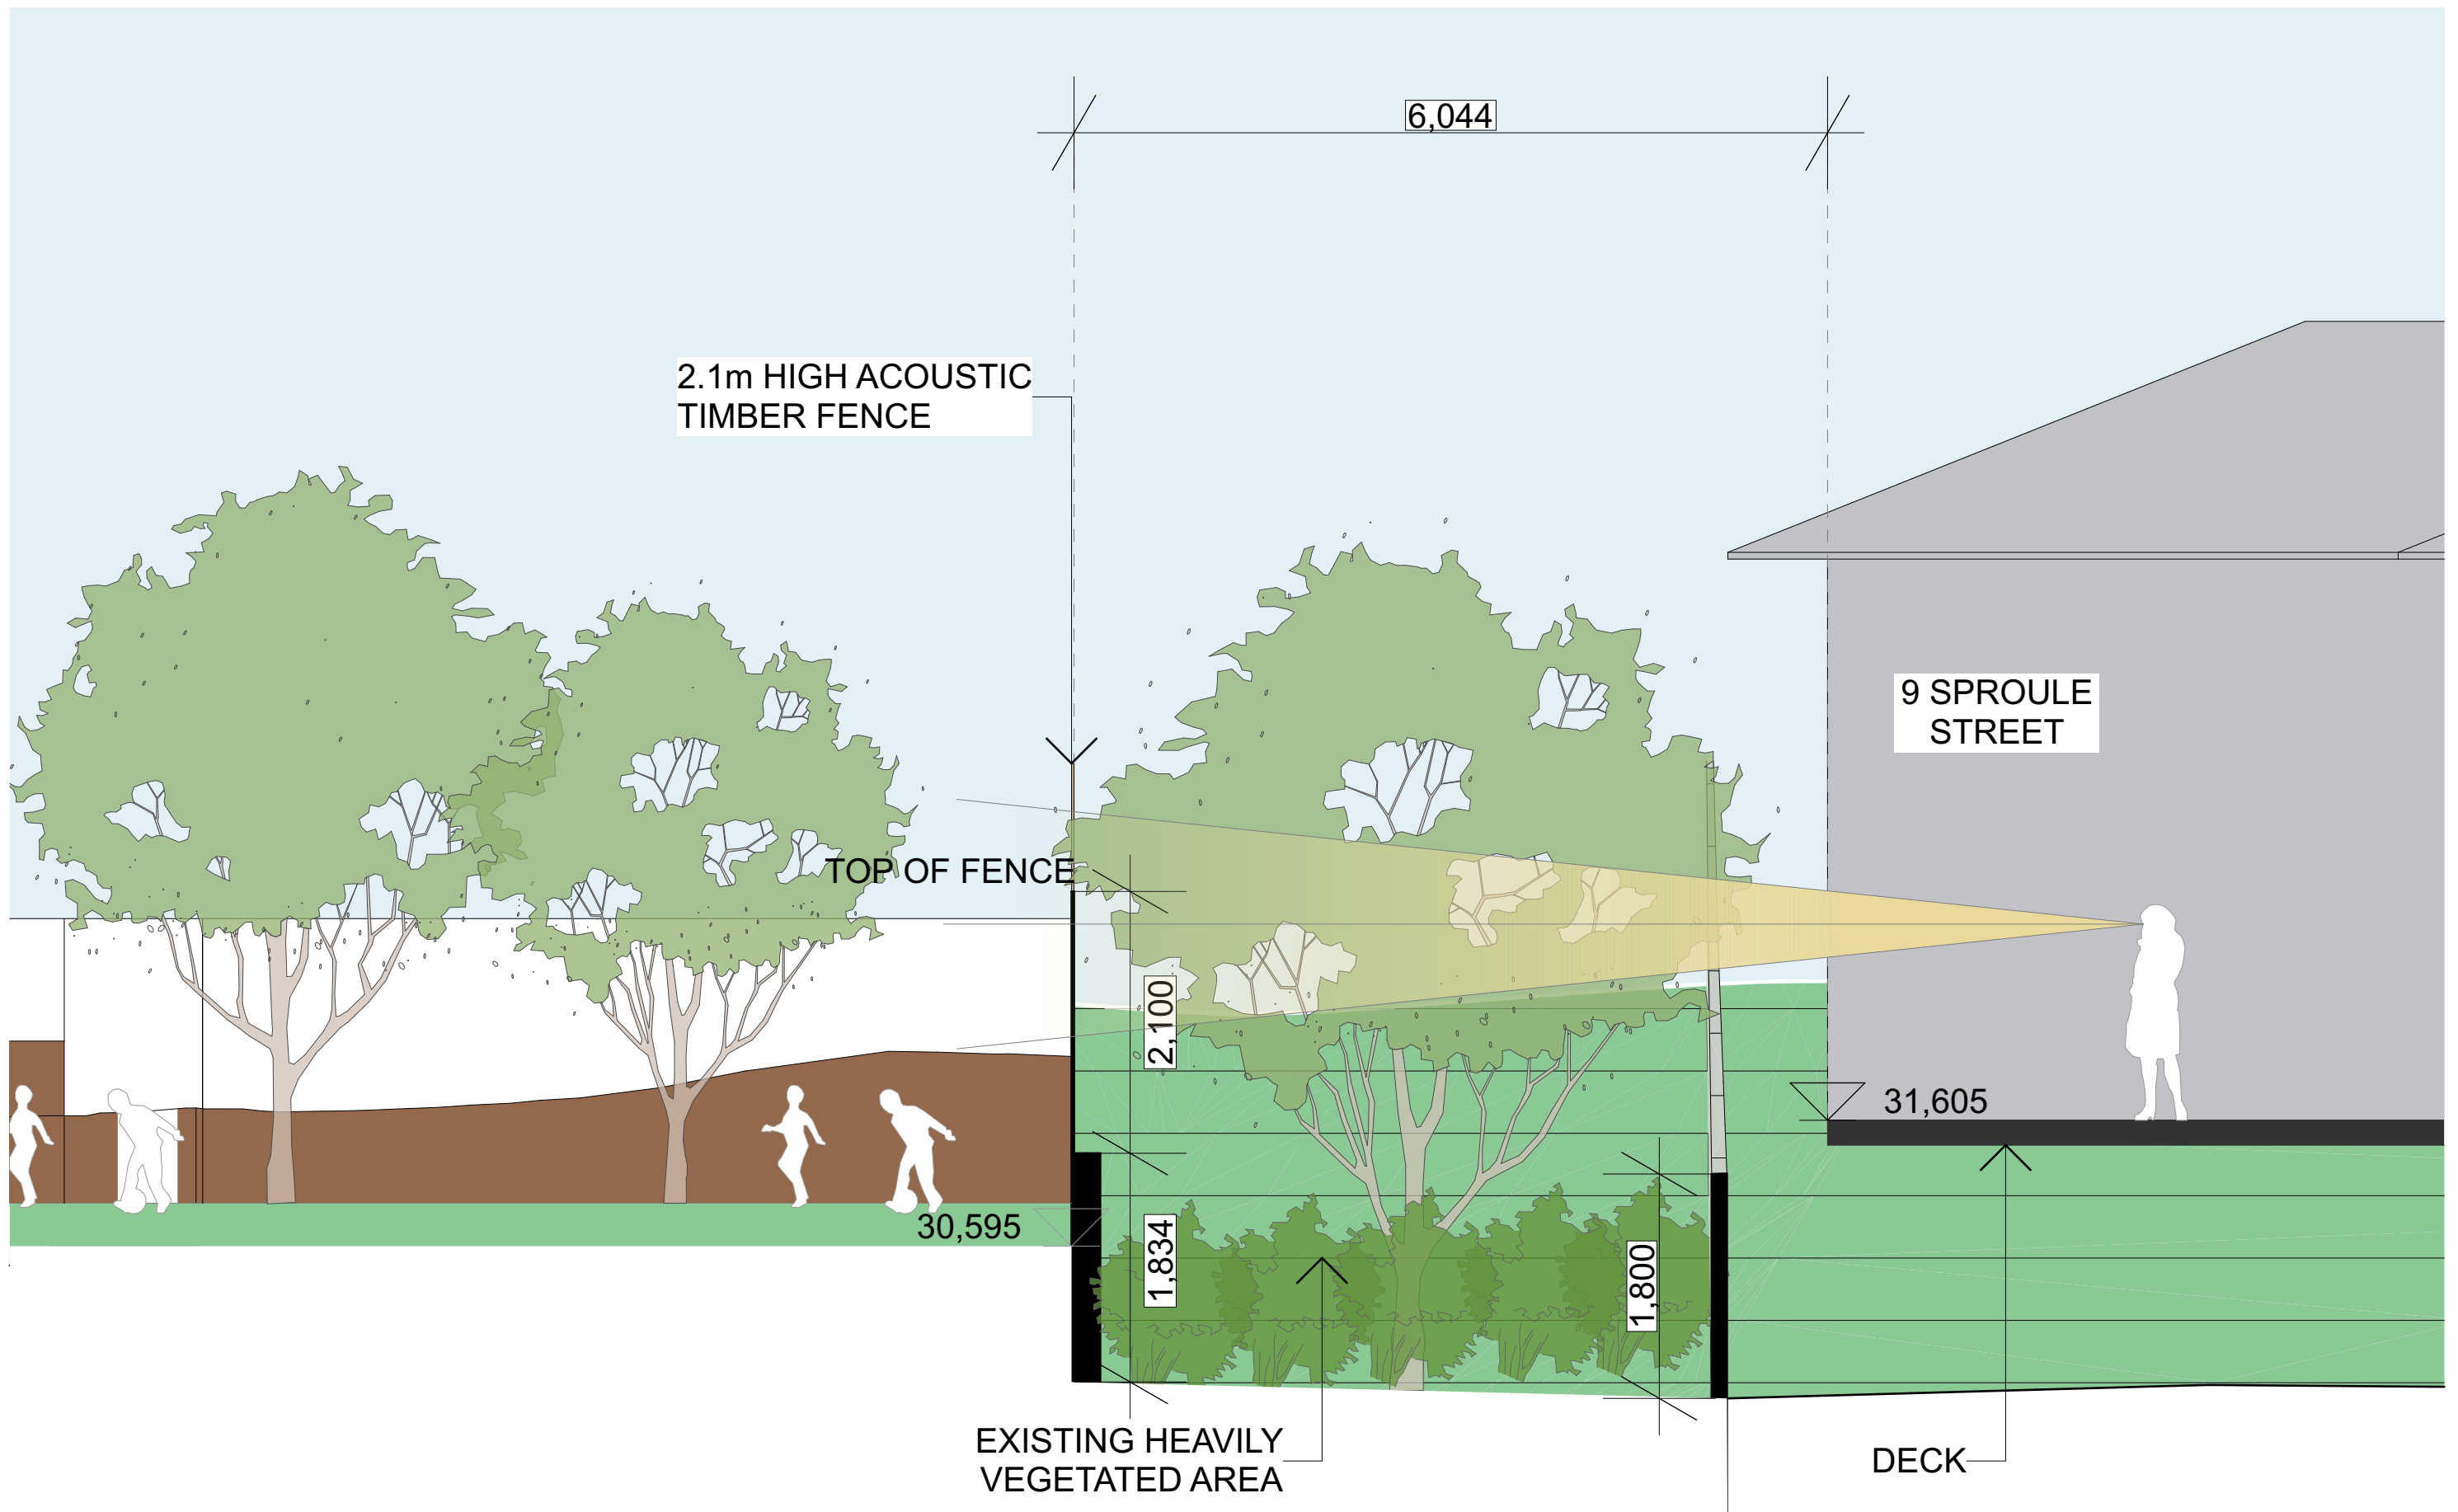 6,044
2.1m HIGH ACOUSTIC
TIMBER FENCE
9 SPROULE
STREET
TOP OF FENCE
2,100
31,605
30,595
1,834
1,800
EXISTING HEAVILY
VEGETATED AREA
DECK